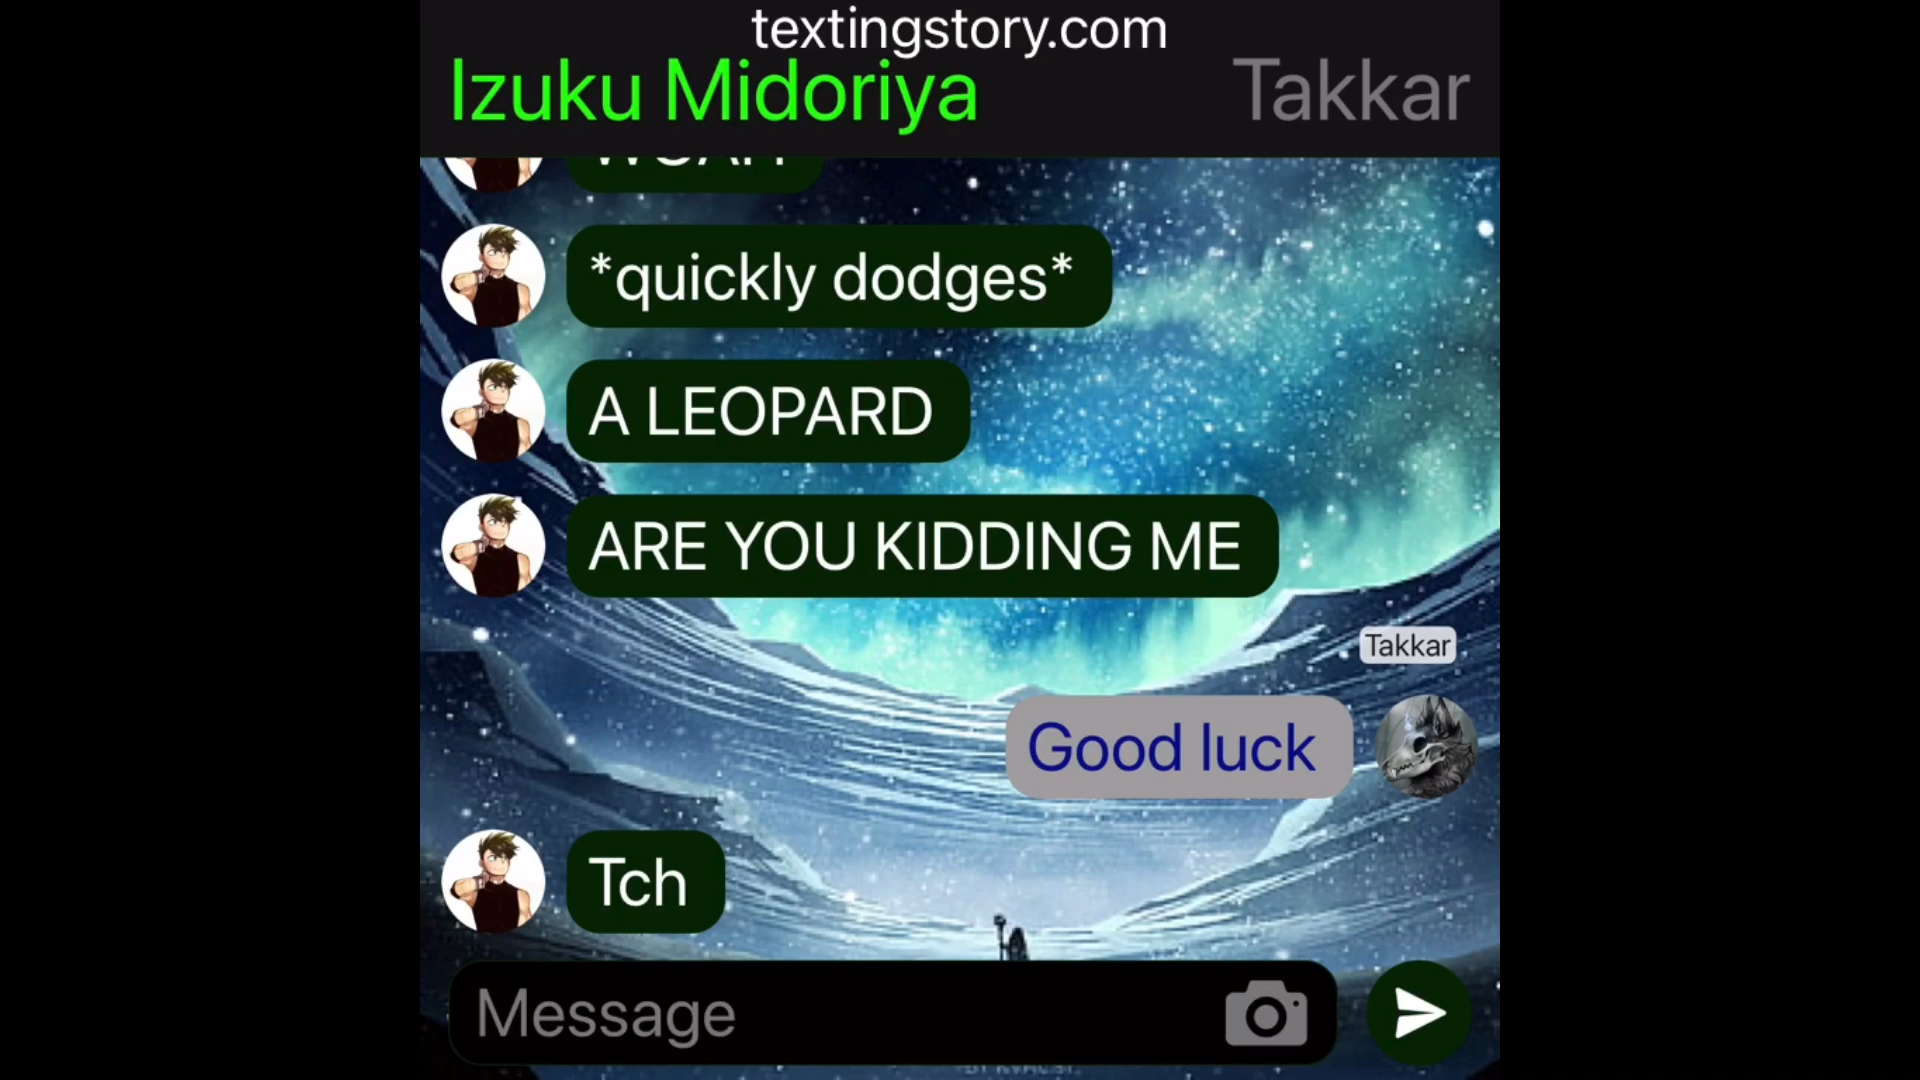 textingstory.com
Izuku Midoriya
Takkar
*quickly dodges*
A LEOPARD
ARE YOU KIDDING ME
Takkar
Good luck
Tch
Message